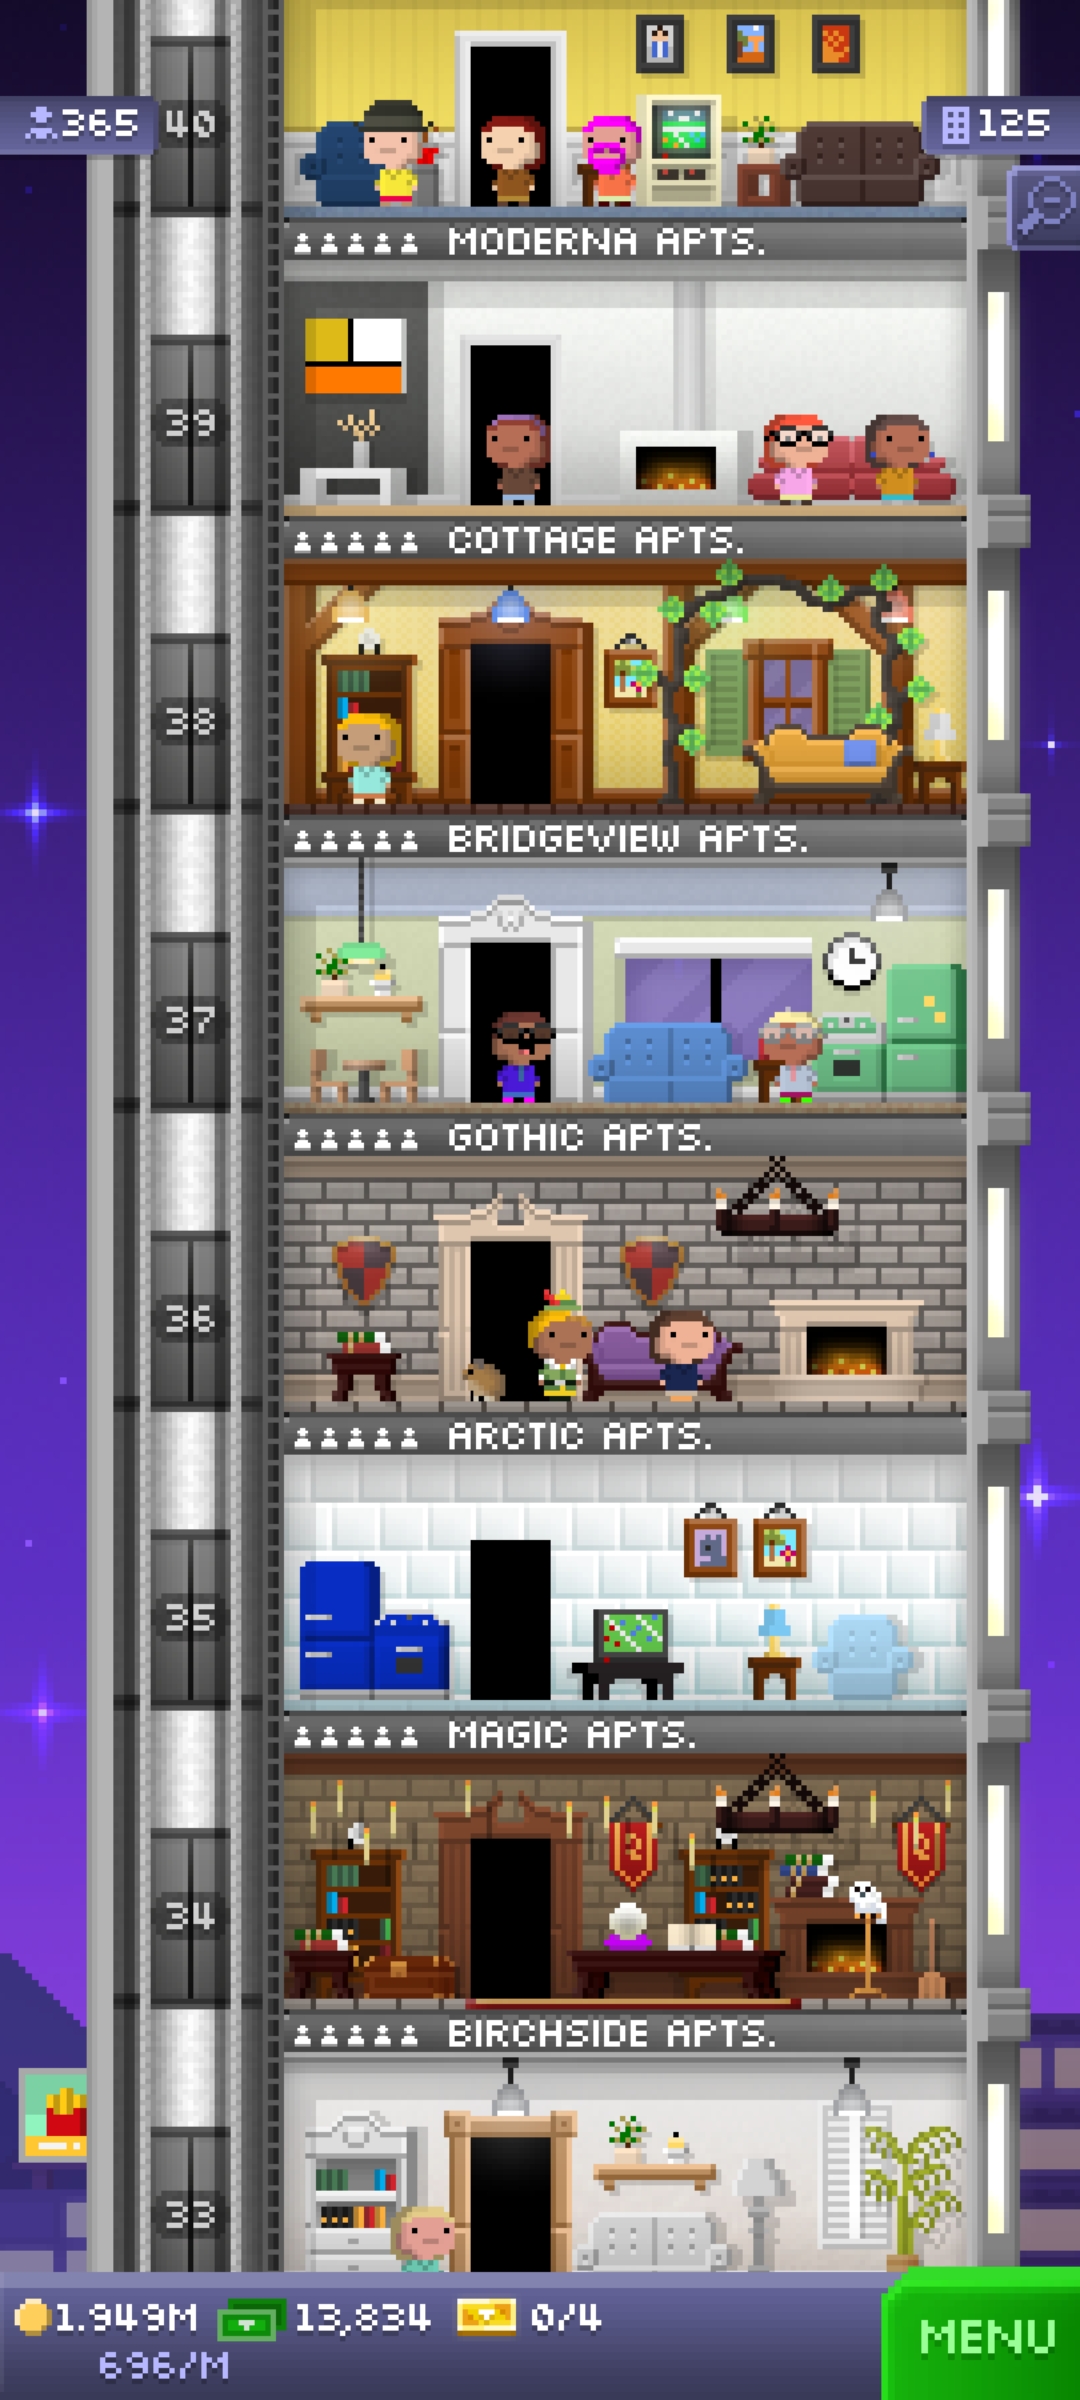 365
40
125
MODERNA APTS.
39
COTTAGE APTS.
38
BRIDGEVIEW APTS.
37
GOTHIC APTS.
36
ARCTIC APTS.
35
MAGIC APTS.
34
BIRCHSIDE APTS.
33
1.949M 13,834 0/4
696/M
MENU